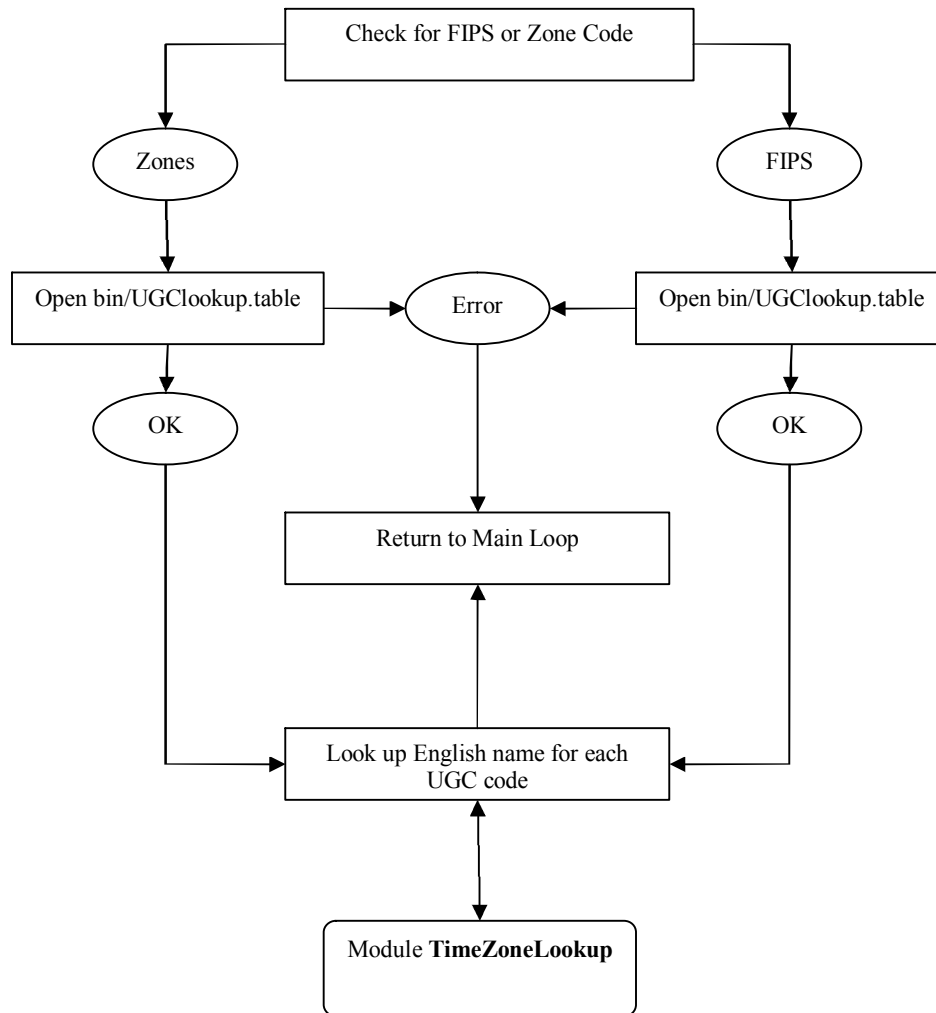 Check for FIPS or Zone Code
Zones
FIPS
Open bin/UGClookup.table
Error
Open bin/UGClookup.table
OK
OK
Return to Main Loop
Look up English name for each
UGC code
Module TimeZoneLookup